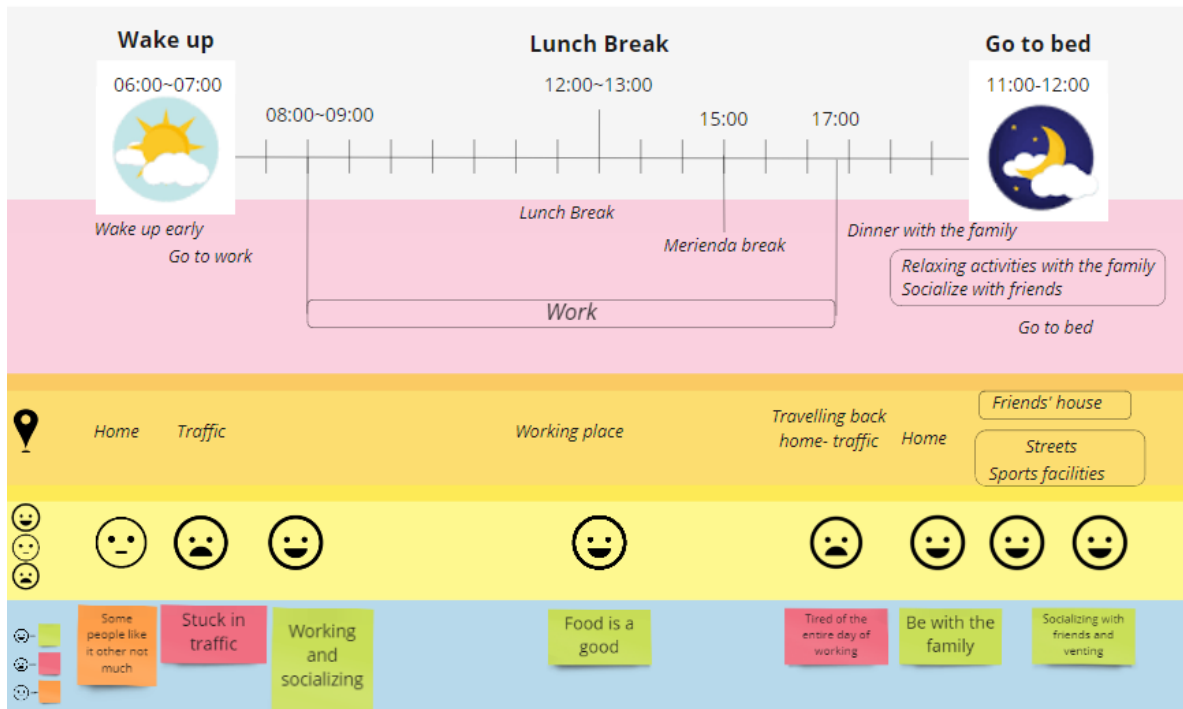 Wake up
Lunch Break
Go to bed
06:00~07:00
12:00~13:00
11:00-12:00
08:00~09:00
15:00
17:00
Wake up early
Go to work
Lunch Break
Merienda break
Dinner with the family
Relaxing activities with the family
Socialize with friends
Work
Go to bed
Home
Traffic
Working place
Travelling back
home- traffic
Home
Friends' house
Streets
Sports facilities
Some
people like
it other not
much
Stuck in
traffic
Working
and
socializing
Food is a
good
Tired of the
entire day of
working
Be with the
family
Socializing with
friends and
venting